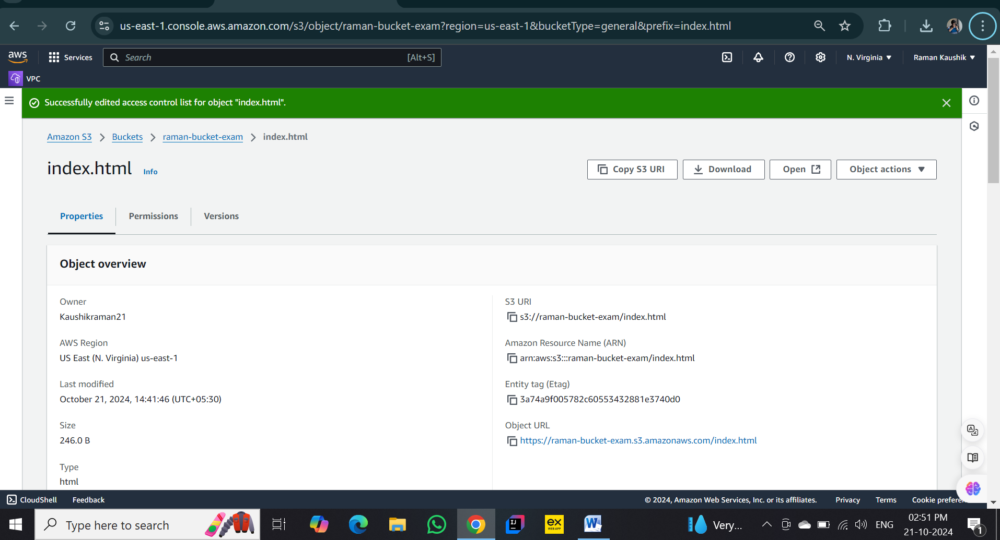 us-east-1.console.aws.amazon.com/s3/object/raman-bucket-exam?region=us-east-1&bucketType=general&prefix=index.html
aws
Services
Search
[Alt+S]
N. Virginia
Raman Kaushik
VPC
Successfully edited access control list for object "index.html".
Amazon S3
Buckets
raman-bucket-exam
index.html
index.html
Info
Copy S3 URI
Download
Open
Object actions
Properties
Permissions
Versions
Object overview
Owner
Kaushikraman21
AWS Region
US East (N. Virginia) us-east-1
Last modified
October 21, 2024, 14:41:46 (UTC+05:30)
Size
246.0 B
Type
html
S3 URI
s3://raman-bucket-exam/index.html
Amazon Resource Name (ARN)
arn:aws:s3:::raman-bucket-exam/index.html
Entity tag (Etag)
3a74a9f005782c60553432881e3740d0
Object URL
https://raman-bucket-exam.s3.amazonaws.com/index.html
CloudShell
Feedback
© 2024, Amazon Web Services, Inc. or its affiliates.
Privacy
Terms
Cookie prefere
Type here to search
IJ
ex
WEB APP
W
Very...
ENG
02:51 PM
21-10-2024
1